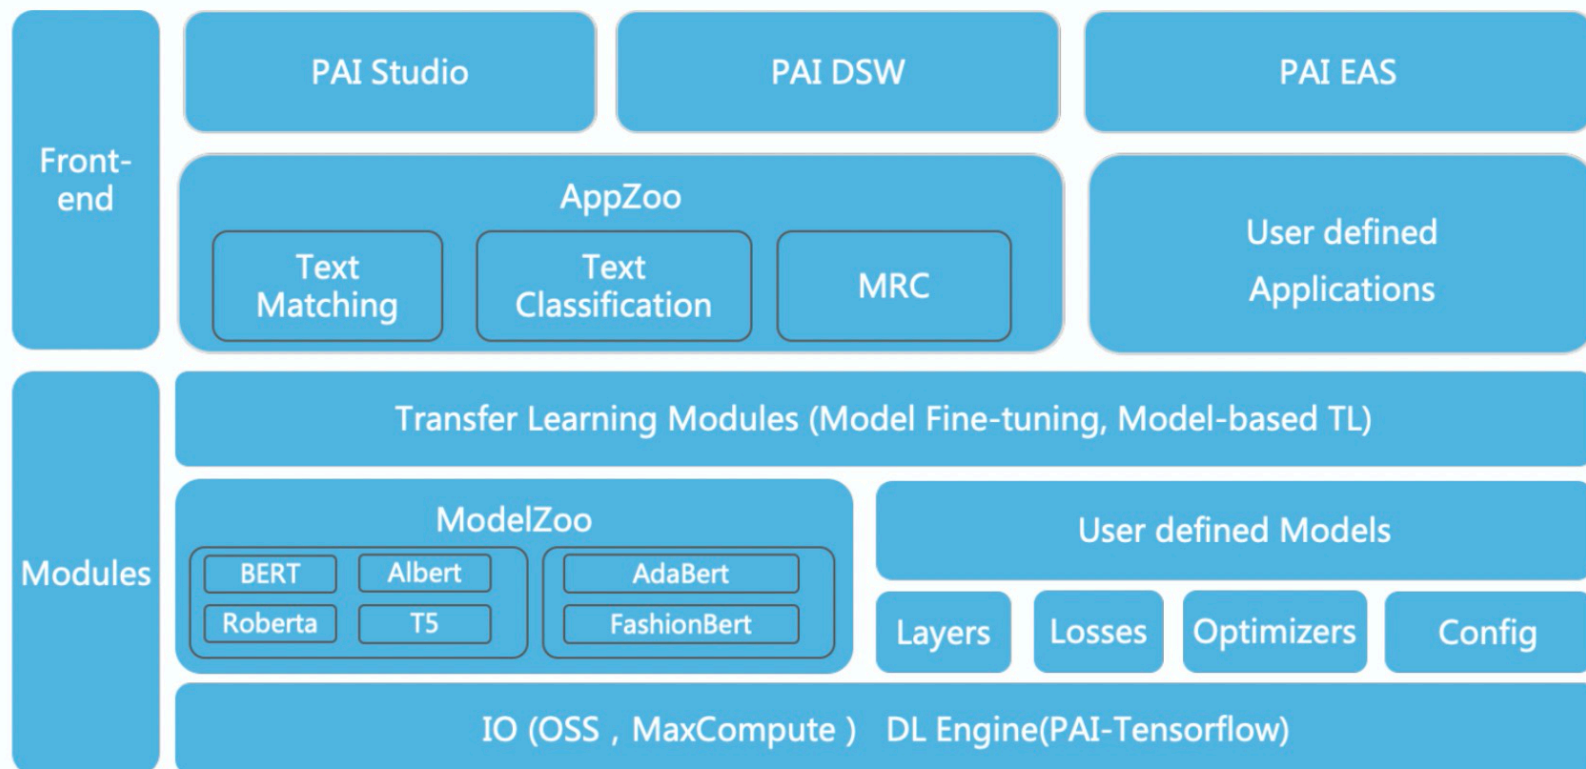 PAI Studio
PAI DSW
PAI EAS
Front-
end
AppZoo
Text
Matching
Text
Classification
MRC
User defined
Applications
Transfer Learning Modules (Model Fine-tuning, Model-based TL)
Modules
ModelZoo
BERT
Albert
Roberta
T5
AdaBert
FashionBert
User defined Models
Layers
Losses
Optimizers
Config
IO (OSS , MaxCompute ) DL Engine(PAI-Tensorflow)